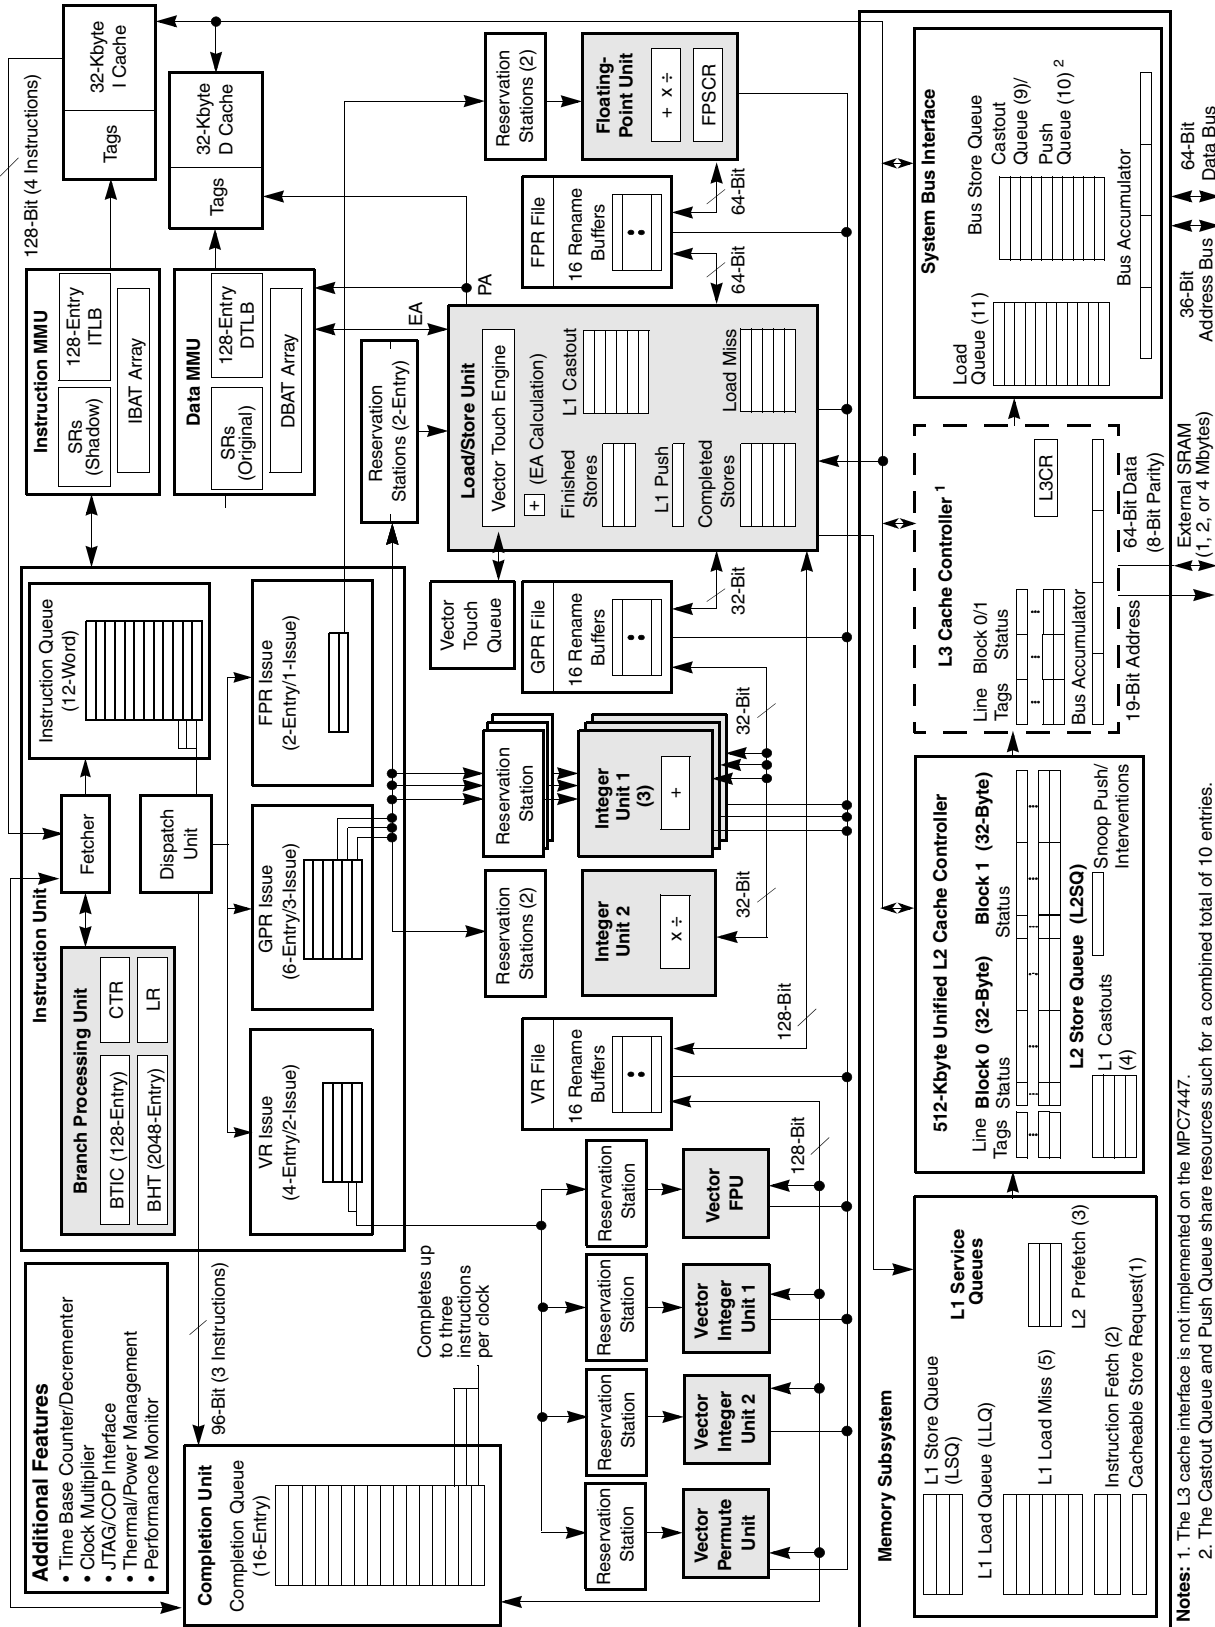 Additional Features
• Time Base Counter/Decrementer
• Clock Multiplier
• JTAG/COP Interface
• Thermal/Power Management
• Performance Monitor
Instruction Unit
Branch Processing Unit
BTIC (128-Entry)
CTR
BHT (2048-Entry)
LR
Fetcher
Instruction Queue
(12-Word)
Dispatch
Unit
96-Bit (3 Instructions)
VR Issue
(4-Entry/2-Issue)
GPR Issue
(6-Entry/3-Issue)
FPR Issue
(2-Entry/1-Issue)
Instruction MMU
SRs
(Shadow)
128-Entry
ITLB
IBAT Array
128-Bit (4 Instructions)
Tags
32-Kbyte
I Cache
Data MMU
SRs
(Original)
128-Entry
DTLB
DBAT Array
Tags
32-Kbyte
D Cache
EA
PA
Completion Unit
Completion Queue
(16-Entry)
Completes up
to three
instructions
per clock
Reservation
Stations (2-Entry)
Reservation
Station
Reservation
Station
Reservation
Station
Reservation
Station
Vector
Permute
Unit
Vector
Integer
Unit 2
Vector
Integer
Unit 1
Vector
FPU
VR File
16 Rename
Buffers
128-Bit
128-Bit
Reservation
Stations (2)
Integer
Unit 2
x ÷
32-Bit
Reservation
Station
Integer
Unit 1
(3)
+
32-Bit
Vector
Touch
Queue
GPR File
16 Rename
Buffers
32-Bit
Load/Store Unit
Vector Touch Engine
+
(EA Calculation)
Finished
Stores
L1 Castout
L1 Push
Completed
Stores
Load Miss
FPR File
16 Rename
Buffers
64-Bit
64-Bit
Reservation
Stations (2)
Floating-
Point Unit
+ x ÷
FPSCR
Memory Subsystem
L1 Store Queue
(LSQ)
L1 Load Queue (LLQ)
L1 Load Miss (5)
Instruction Fetch (2)
Cacheable Store Request(1)
L1 Service
Queues
L2 Prefetch (3)
512-Kbyte Unified L2 Cache Controller
Line
Tags
Block 0 (32-Byte)
Status
Block 1 (32-Byte)
Status
L2 Store Queue (L2SQ)
L1 Castouts
(4)
Snoop Push/
Interventions
L3 Cache Controller 1
Line
Tags
Block 0/1
Status
L3CR
Bus Accumulator
19-Bit Address
64-Bit Data
(8-Bit Parity)
External SRAM
(1, 2, or 4 Mbytes)
System Bus Interface
Load
Queue (11)
Bus Store Queue
Castout
Queue (9)/
Push
Queue (10) 2
Bus Accumulator
36-Bit
Address Bus
64-Bit
Data Bus
Notes: 1. The L3 cache interface is not implemented on the MPC7447.
2. The Castout Queue and Push Queue share resources such for a combined total of 10 entries.